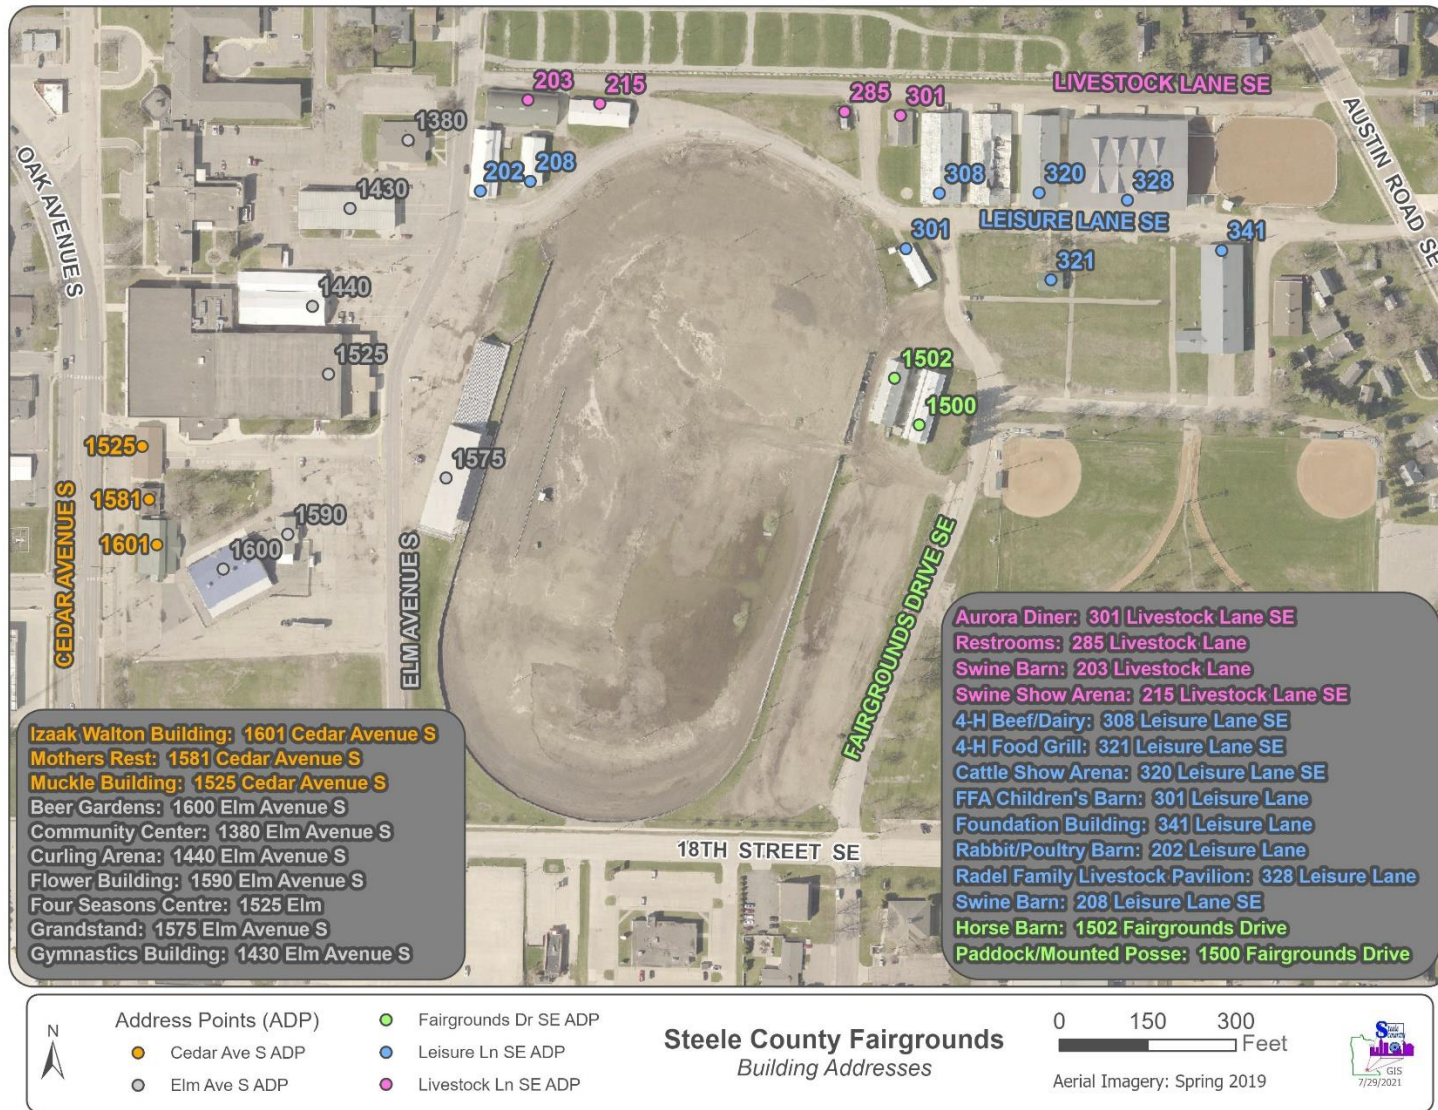 203
215
285
301
LIVESTOCK LANE SE
1380
AUSTIN ROAD SE
OAK AVENUE S
202
208
308
320
328
1430
LEISURE LANE SE
301
341
321
1440
1525
1502
1500
1525
1575
1581
1590
1601
1600
CEDAR AVENUE S
ELM AVENUE S
FAIRGROUNDS DRIVE SE
18TH STREET SE
Izaak Walton Building: 1601 Cedar Avenue S
Mothers Rest: 1581 Cedar Avenue S
Muckle Building: 1525 Cedar Avenue S
Beer Gardens: 1600 Elm Avenue S
Community Center: 1380 Elm Avenue S
Curling Arena: 1440 Elm Avenue S
Flower Building: 1590 Elm Avenue S
Four Seasons Centre: 1525 Elm
Grandstand: 1575 Elm Avenue S
Gymnastics Building: 1430 Elm Avenue S
Aurora Diner: 301 Livestock Lane SE
Restrooms: 285 Livestock Lane
Swine Barn: 203 Livestock Lane
Swine Show Arena: 215 Livestock Lane SE
4-H Beef/Dairy: 308 Leisure Lane SE
4-H Food Grill: 321 Leisure Lane SE
Cattle Show Arena: 320 Leisure Lane SE
FFA Children's Barn: 301 Leisure Lane
Foundation Building: 341 Leisure Lane
Rabbit/Poultry Barn: 202 Leisure Lane
Radel Family Livestock Pavilion: 328 Leisure Lane
Swine Barn: 208 Leisure Lane SE
Horse Barn: 1502 Fairgrounds Drive
Paddock/Mounted Posse: 1500 Fairgrounds Drive
N
Address Points (ADP)
Cedar Ave S ADP
Elm Ave S ADP
Fairgrounds Dr SE ADP
Leisure Ln SE ADP
Livestock Ln SE ADP
Steele County Fairgrounds
Building Addresses
0 150 300
Feet
Aerial Imagery: Spring 2019
Steele
County
GIS
7/29/2021